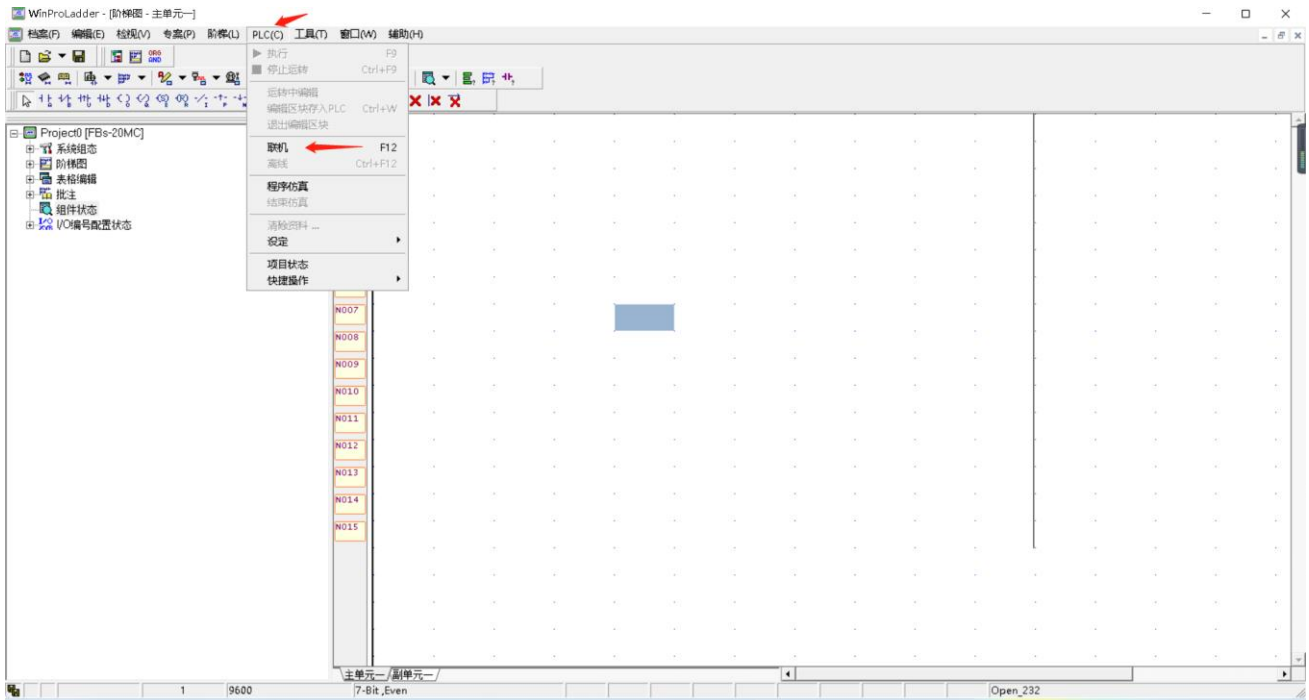 WinProLadder - [阶梯图 - 主单元一]
档案(F) 编辑(E) 检视(V) 专案(P) 阶梯(L) PLC(C) 工具(T) 窗口(W) 辅助(H)
执行 F9
停止运转 Ctrl+F9
运转中编辑
编辑区块存入PLC Ctrl+W
退出编辑区块
联机 F12
离线 Ctrl+F12
程序仿真
结束仿真
清除资料 ...
设定
项目状态
快捷操作
Project0 [FBs-20MC]
系统组态
阶梯图
表格编辑
批注
组件状态
I/O编号配置状态
N007
N008
N009
N010
N011
N012
N013
N014
N015
主单元一 副单元一
1 9600 7-Bit ,Even Open_232